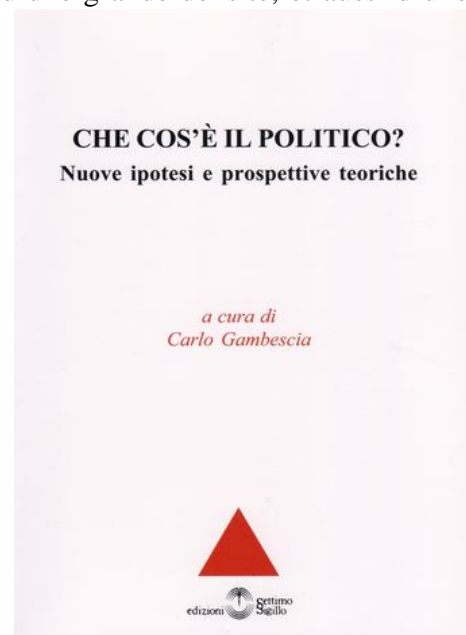 CHE COS'È IL POLITICO?
Nuove ipotesi e prospettive teoriche
a cura di
Carlo Gambescia
edizioni Settimo Sigillo